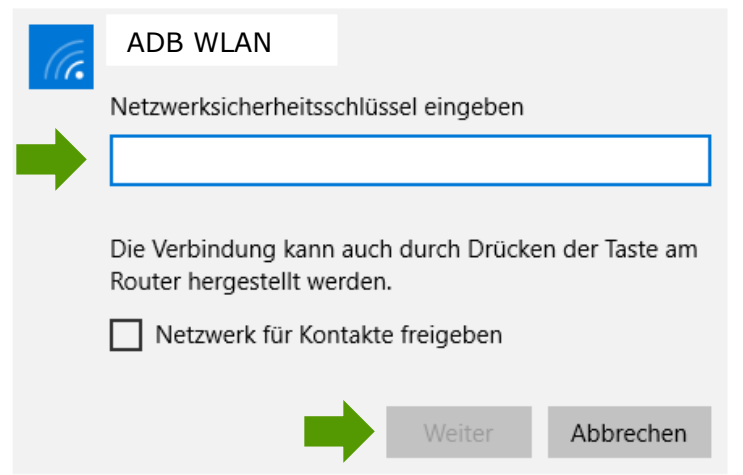 ADB WLAN
Netzwerksicherheitsschlüssel eingeben
Die Verbindung kann auch durch Drücken der Taste am
Router hergestellt werden.
Netzwerk für Kontakte freigeben
Weiter Abbrechen